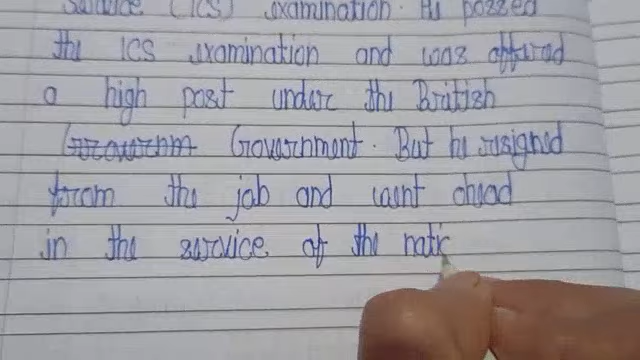 Service (ICS) examination. He passed
the ICS examination and was offered
a high post under the British
Governm Government. But he resigned
from the job and went ahead
in the service of the natio